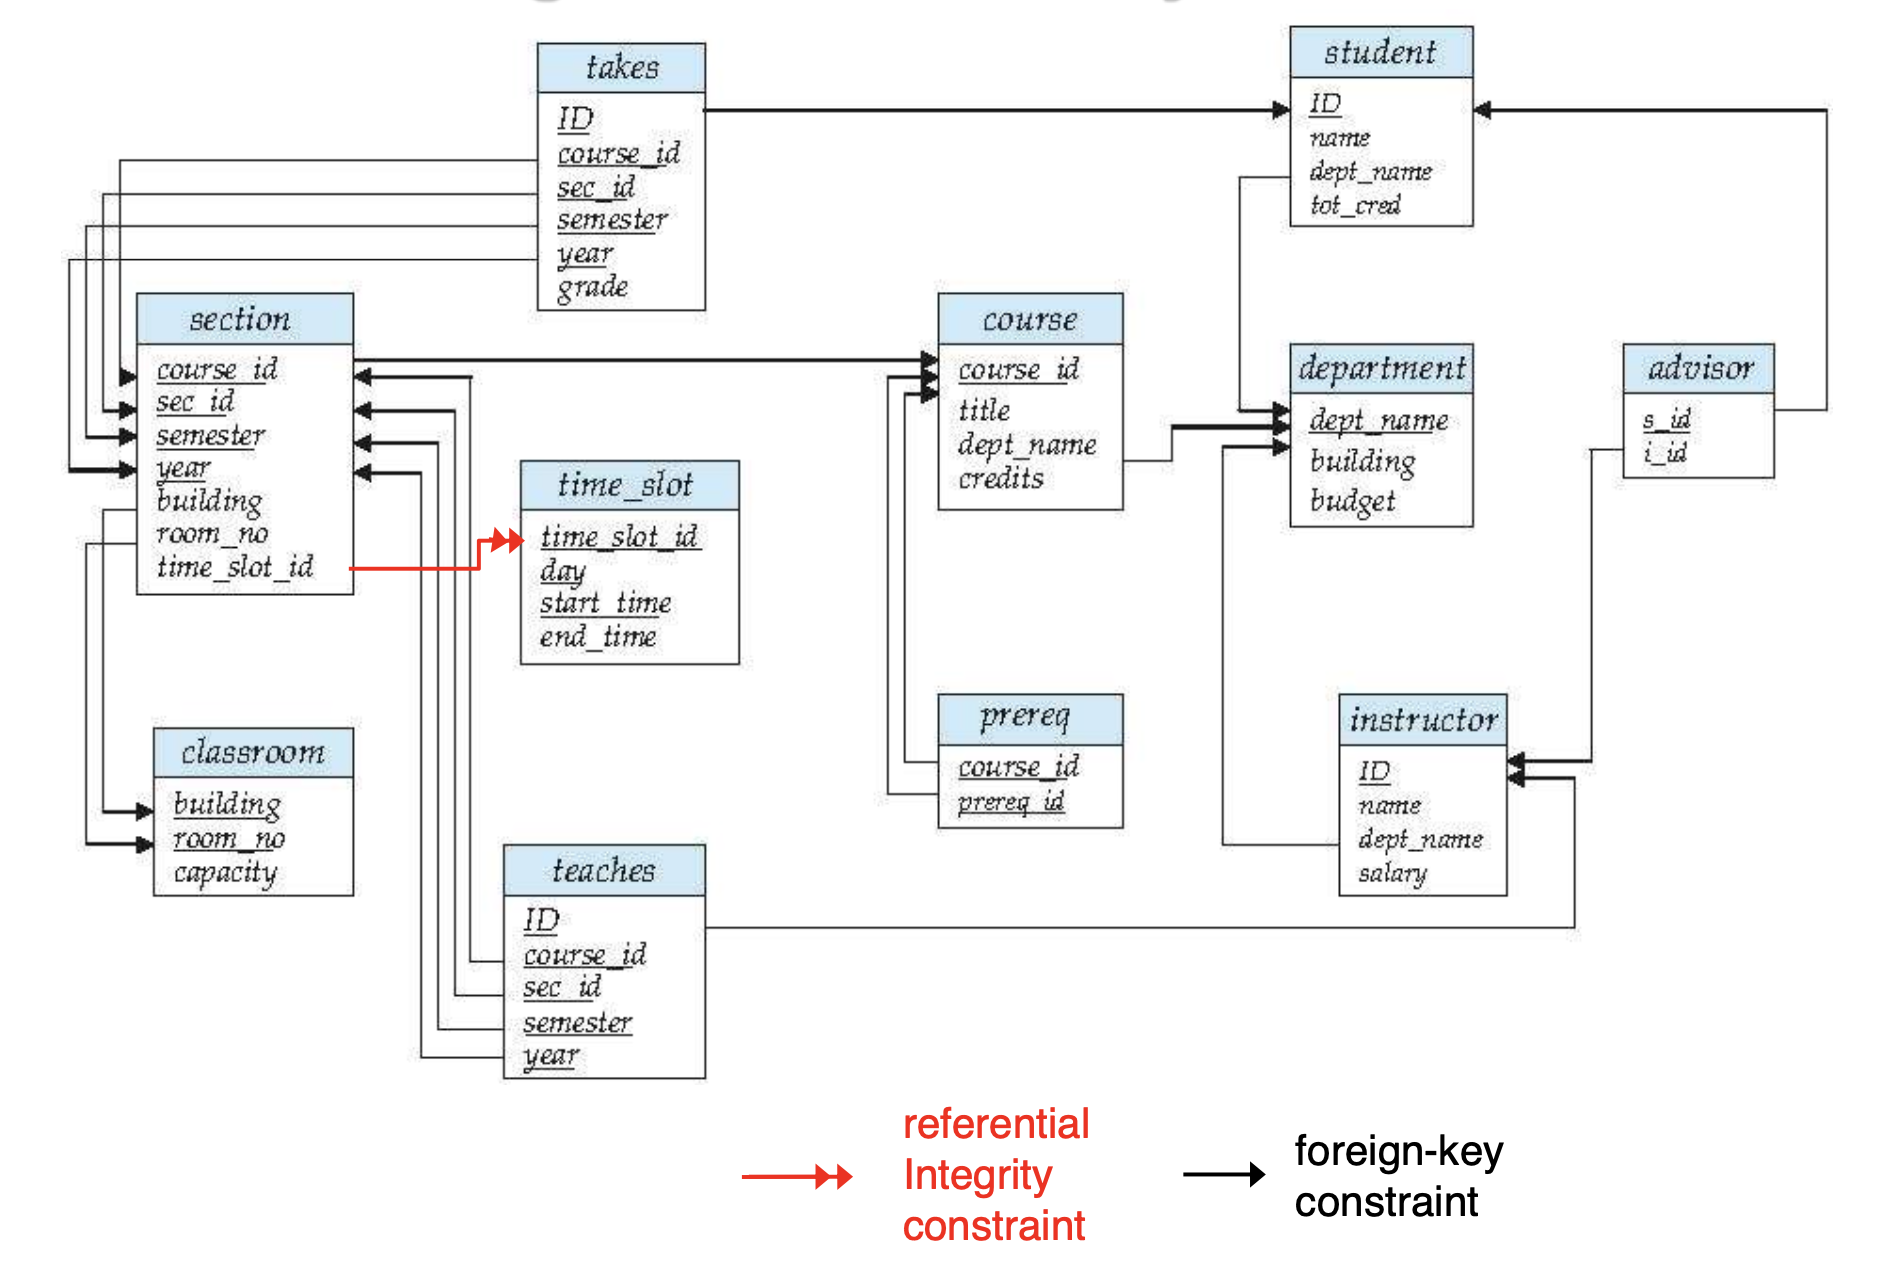 takes
ID
course_id
sec_id
semester
year
grade
student
ID
name
dept_name
tot_cred
section
course_id
sec_id
semester
year
building
room_no
time_slot_id
course
course_id
title
dept_name
credits
department
dept_name
building
budget
advisor
s_id
i_id
time_slot
time_slot_id
day
start_time
end_time
prereq
course_id
prereq_id
instructor
ID
name
dept_name
salary
classroom
building
room_no
capacity
teaches
ID
course_id
sec_id
semester
year
referential
Integrity
constraint
foreign-key
constraint